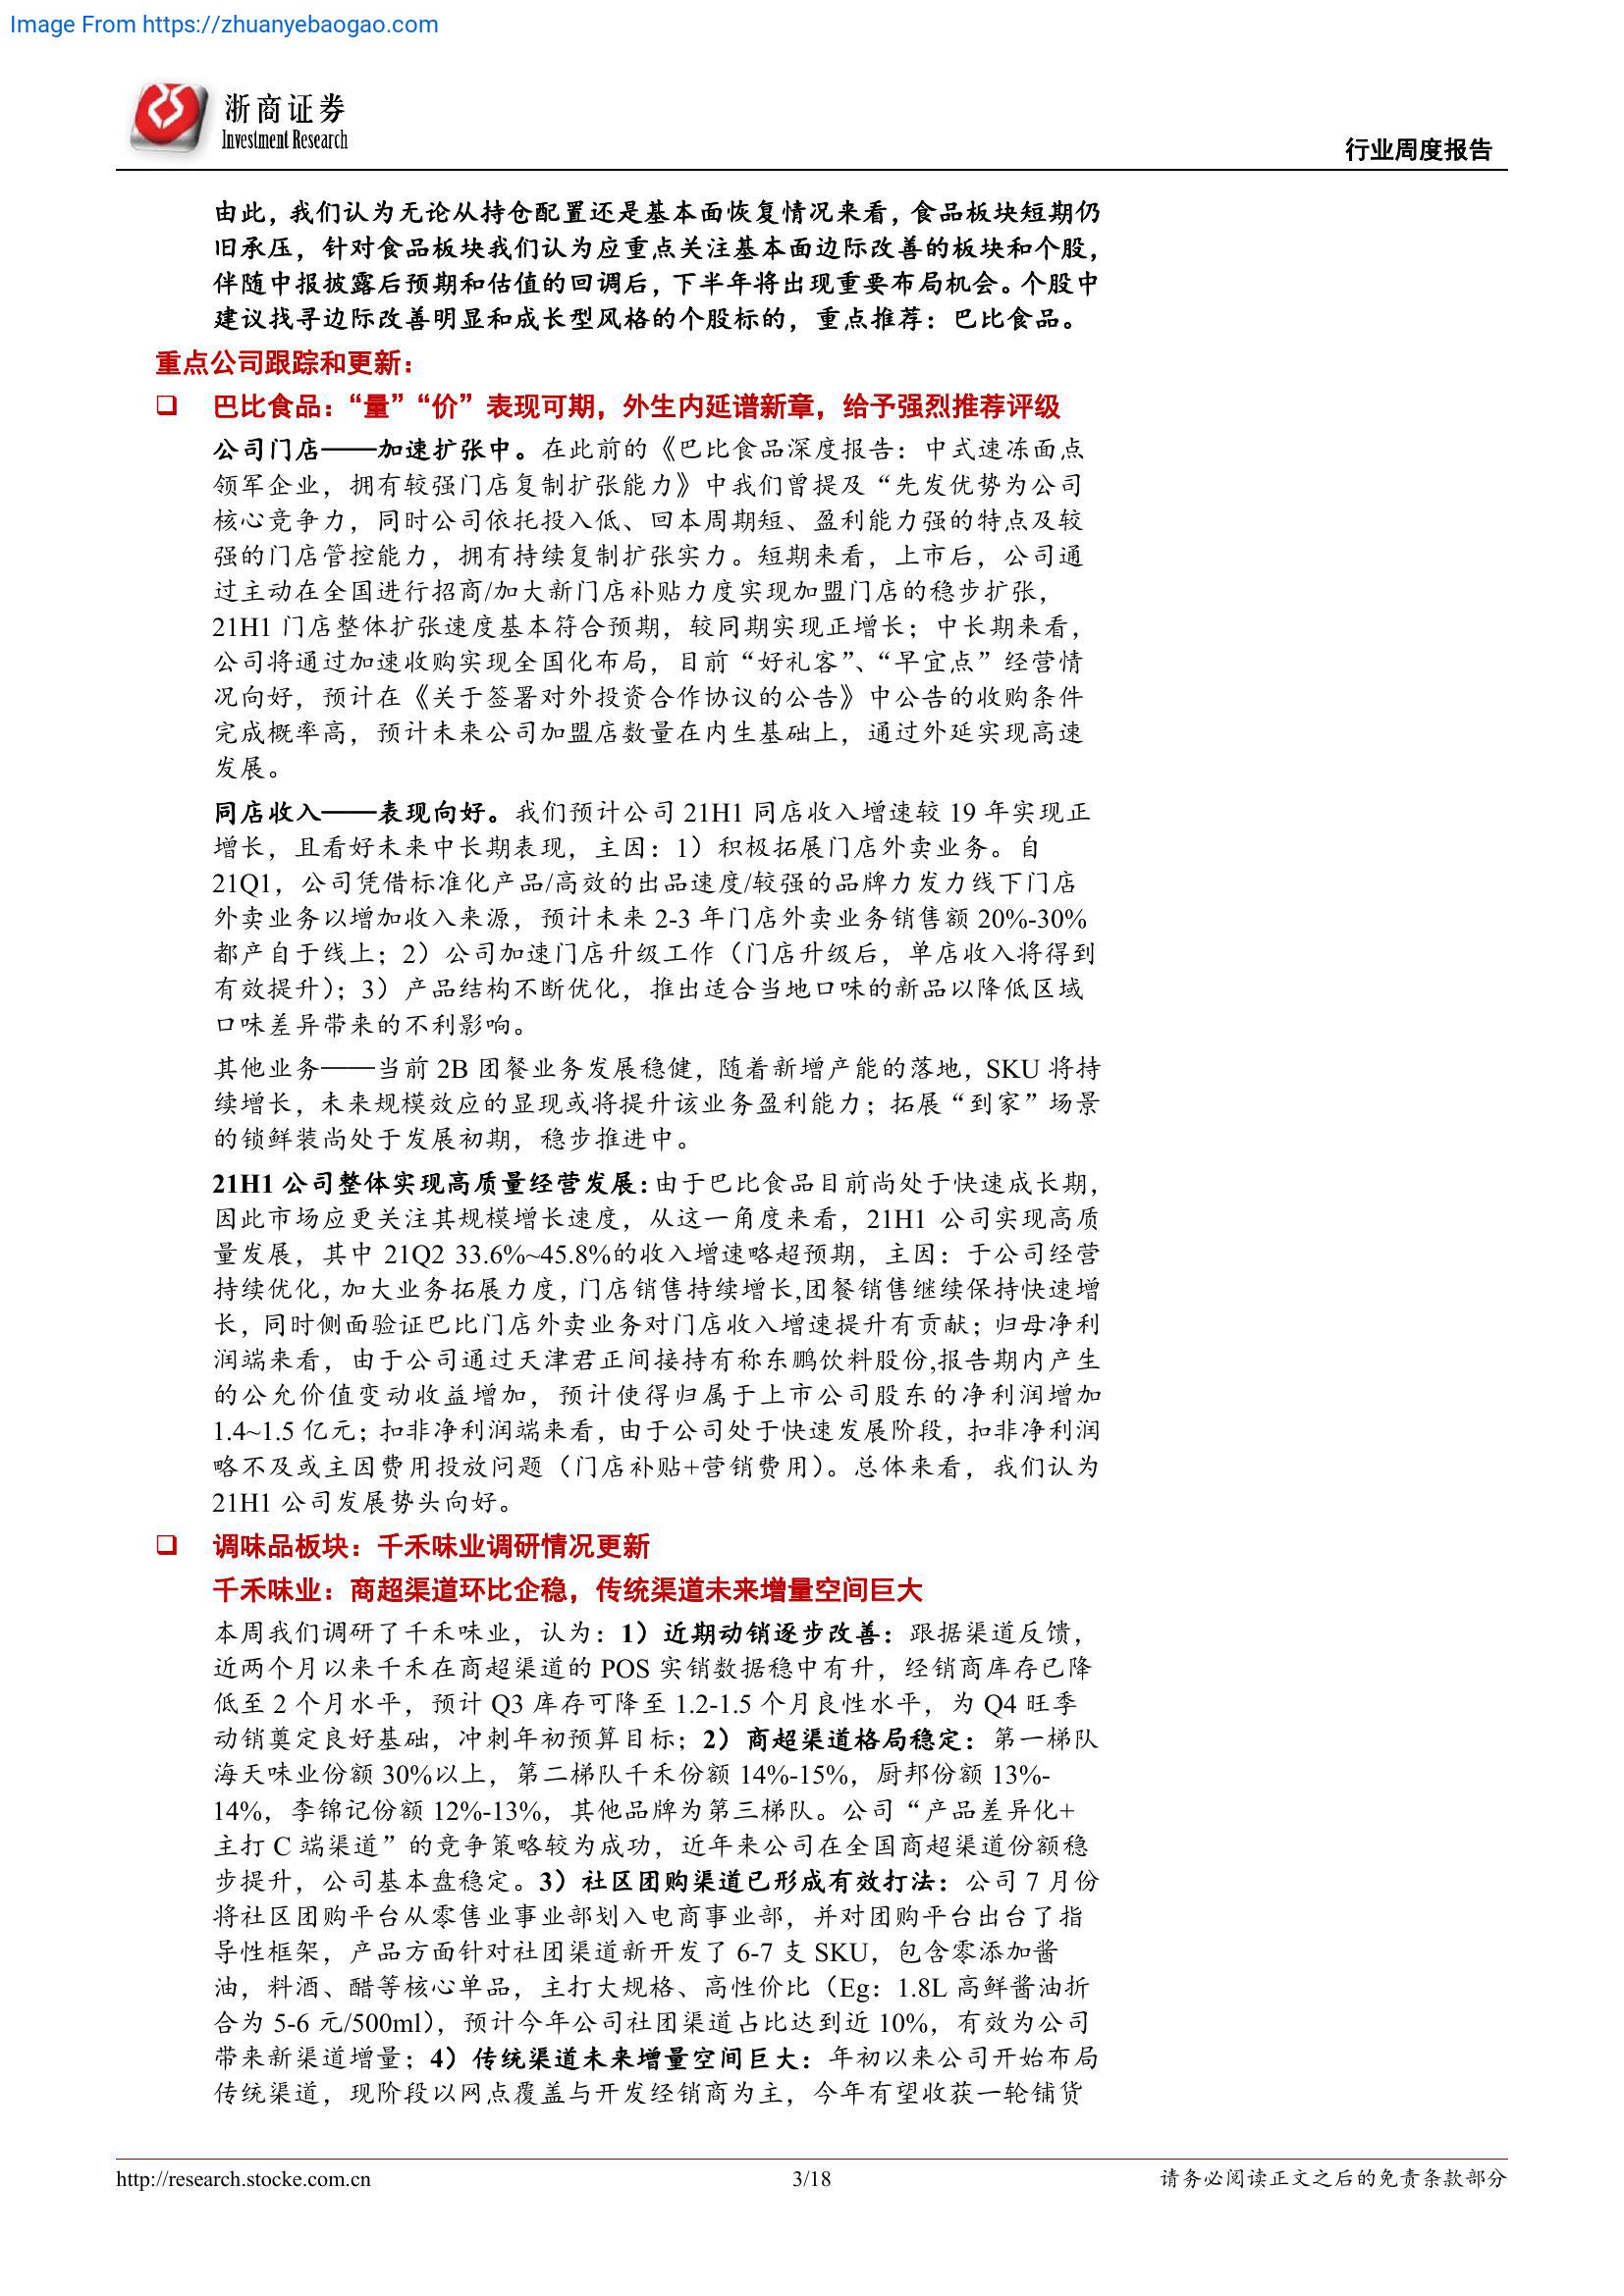 Image From https://zhuanyebaogao.com
浙商证券
Investment Research
行业周度报告
由此，我们认为无论从持仓配置还是基本面恢复情况来看，食品板块短期仍
旧承压，针对食品板块我们认为应重点关注基本面边际改善的板块和个股，
伴随中报披露后预期和估值的回调后，下半年将出现重要布局机会。个股中
建议找寻边际改善明显和成长型风格的个股标的，重点推荐：巴比食品。
重点公司跟踪和更新：
❑ 巴比食品：“量”“价”表现可期，外生内延谱新章，给予强烈推荐评级
公司门店——加速扩张中。在此前的《巴比食品深度报告：中式速冻面点
领军企业，拥有较强门店复制扩张能力》中我们曾提及“先发优势为公司
核心竞争力，同时公司依托投入低、回本周期短、盈利能力强的特点及较
强的门店管控能力，拥有持续复制扩张实力。短期来看，上市后，公司通
过主动在全国进行招商/加大新门店补贴力度实现加盟门店的稳步扩张，
21H1 门店整体扩张速度基本符合预期，较同期实现正增长；中长期来看，
公司将通过加速收购实现全国化布局，目前“好礼客”、“早宜点”经营情
况向好，预计在《关于签署对外投资合作协议的公告》中公告的收购条件
完成概率高，预计未来公司加盟店数量在内生基础上，通过外延实现高速
发展。
同店收入——表现向好。我们预计公司 21H1 同店收入增速较 19 年实现正
增长，且看好未来中长期表现，主因：1）积极拓展门店外卖业务。自
21Q1，公司凭借标准化产品/高效的出品速度/较强的品牌力发力线下门店
外卖业务以增加收入来源，预计未来 2-3 年门店外卖业务销售额 20%-30%
都产自于线上；2）公司加速门店升级工作（门店升级后，单店收入将得到
有效提升）；3）产品结构不断优化，推出适合当地口味的新品以降低区域
口味差异带来的不利影响。
其他业务——当前 2B 团餐业务发展稳健，随着新增产能的落地，SKU 将持
续增长，未来规模效应的显现或将提升该业务盈利能力；拓展“到家”场景
的锁鲜装尚处于发展初期，稳步推进中。
21H1 公司整体实现高质量经营发展：由于巴比食品目前尚处于快速成长期，
因此市场应更关注其规模增长速度，从这一角度来看，21H1 公司实现高质
量发展，其中 21Q2 33.6%~45.8%的收入增速略超预期，主因：于公司经营
持续优化，加大业务拓展力度，门店销售持续增长,团餐销售继续保持快速增
长，同时侧面验证巴比门店外卖业务对门店收入增速提升有贡献；归母净利
润端来看，由于公司通过天津君正间接持有称东鹏饮料股份,报告期内产生
的公允价值变动收益增加，预计使得归属于上市公司股东的净利润增加
1.4~1.5 亿元；扣非净利润端来看，由于公司处于快速发展阶段，扣非净利润
略不及或主因费用投放问题（门店补贴+营销费用）。总体来看，我们认为
21H1 公司发展势头向好。
❑ 调味品板块：千禾味业调研情况更新
千禾味业：商超渠道环比企稳，传统渠道未来增量空间巨大
本周我们调研了千禾味业，认为：1）近期动销逐步改善：跟据渠道反馈，
近两个月以来千禾在商超渠道的 POS 实销数据稳中有升，经销商库存已降
低至 2 个月水平，预计 Q3 库存可降至 1.2-1.5 个月良性水平，为 Q4 旺季
动销奠定良好基础，冲刺年初预算目标；2）商超渠道格局稳定：第一梯队
海天味业份额 30%以上，第二梯队千禾份额 14%-15%，厨邦份额 13%-
14%，李锦记份额 12%-13%，其他品牌为第三梯队。公司“产品差异化+
主打 C 端渠道”的竞争策略较为成功，近年来公司在全国商超渠道份额稳
步提升，公司基本盘稳定。3）社区团购渠道已形成有效打法：公司 7 月份
将社区团购平台从零售业事业部划入电商事业部，并对团购平台出台了指
导性框架，产品方面针对社团渠道新开发了 6-7 支 SKU，包含零添加酱
油，料酒、醋等核心单品，主打大规格、高性价比（Eg：1.8L 高鲜酱油折
合为 5-6 元/500ml），预计今年公司社团渠道占比达到近 10%，有效为公司
带来新渠道增量；4）传统渠道未来增量空间巨大：年初以来公司开始布局
传统渠道，现阶段以网点覆盖与开发经销商为主，今年有望收获一轮铺货
http://research.stocke.com.cn
3/18
请务必阅读正文之后的免责条款部分